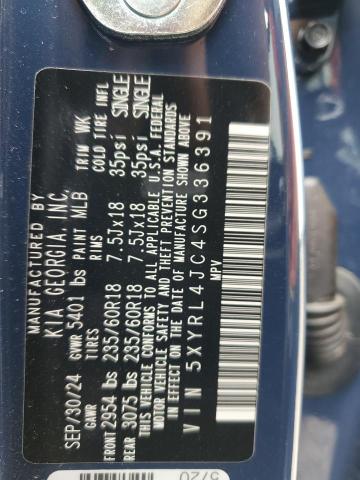 MANUFACTURED BY
KIA GEORGIA, INC.
SEP/30/24 GVWR 5401 lbs PAINT MLB TRIM WK
GAWR RIMS COLD TIRE INFL
FRONT 2954 lbs 235/60R18 7.5Jx18 35psi SINGLE
REAR 3075 lbs 235/60R18 7.5Jx18 35psi SINGLE
THIS VEHICLE CONFORMS TO ALL APPLICABLE U.S.A. FEDERAL
MOTOR VEHICLE SAFETY AND THEFT PREVENTION STANDARDS
IN EFFECT ON THE DATE OF MANUFACTURE SHOWN ABOVE
VIN 5XYRL4JC4SG336391
MPV
5720